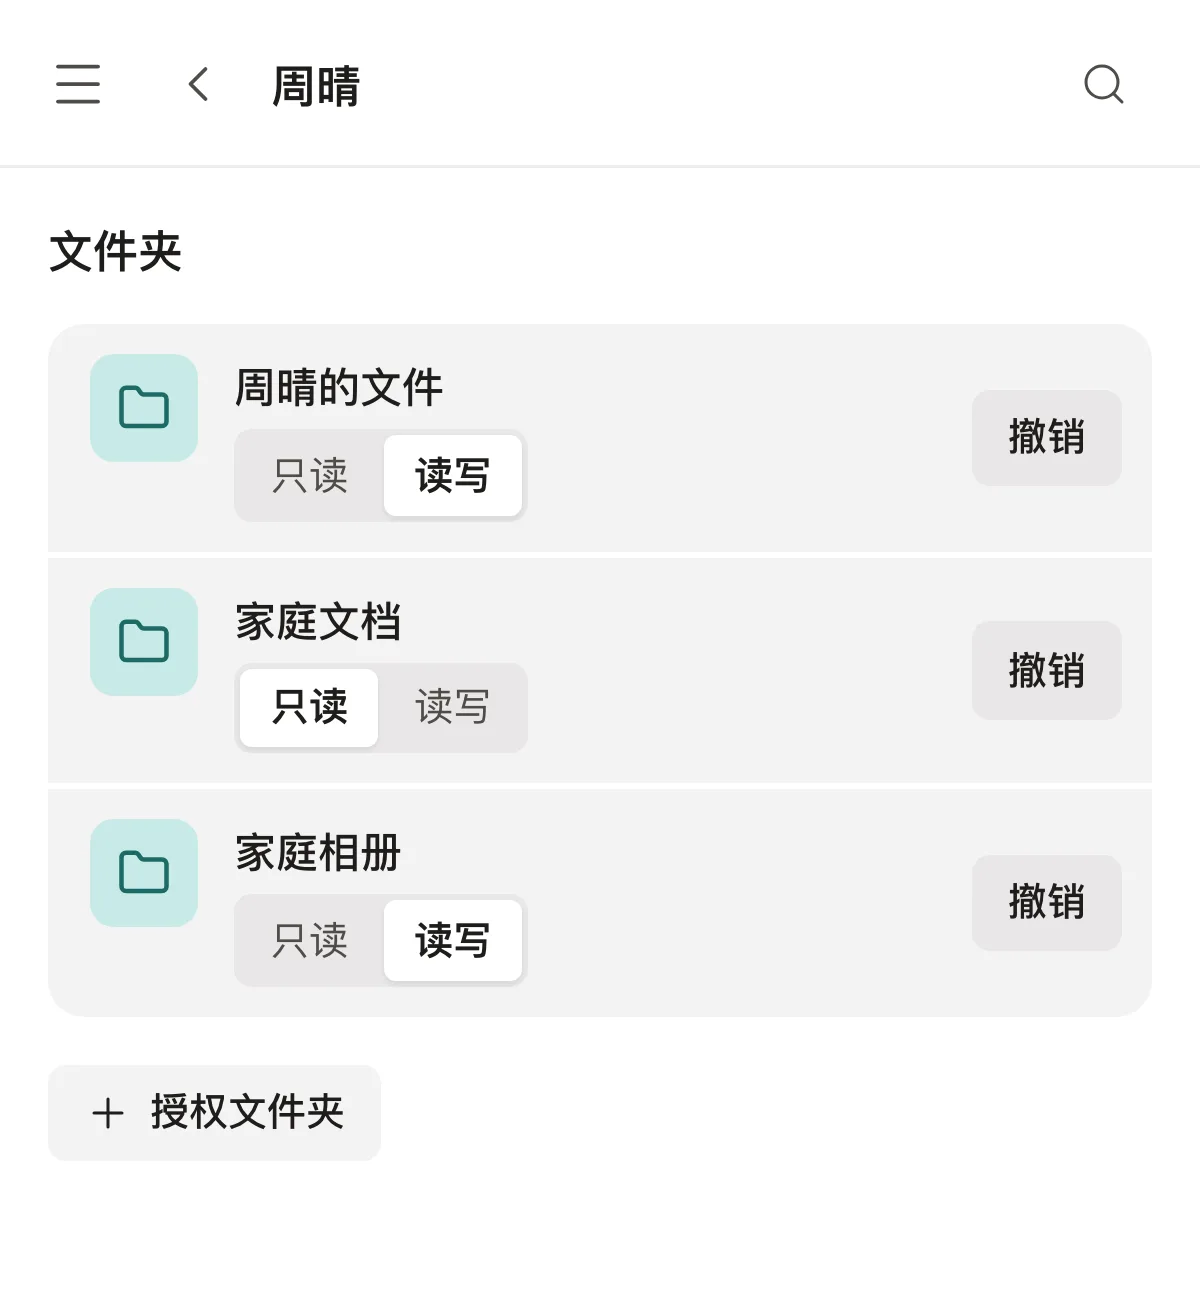 周晴
文件夹
周晴的文件
只读 读写
撤销
家庭文档
只读 读写
撤销
家庭相册
只读 读写
撤销
授权文件夹